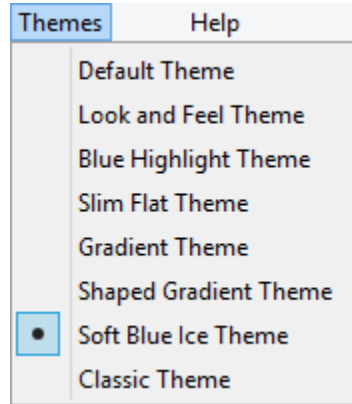 Themes Help
Default Theme
Look and Feel Theme
Blue Highlight Theme
Slim Flat Theme
Gradient Theme
Shaped Gradient Theme
Soft Blue Ice Theme
Classic Theme